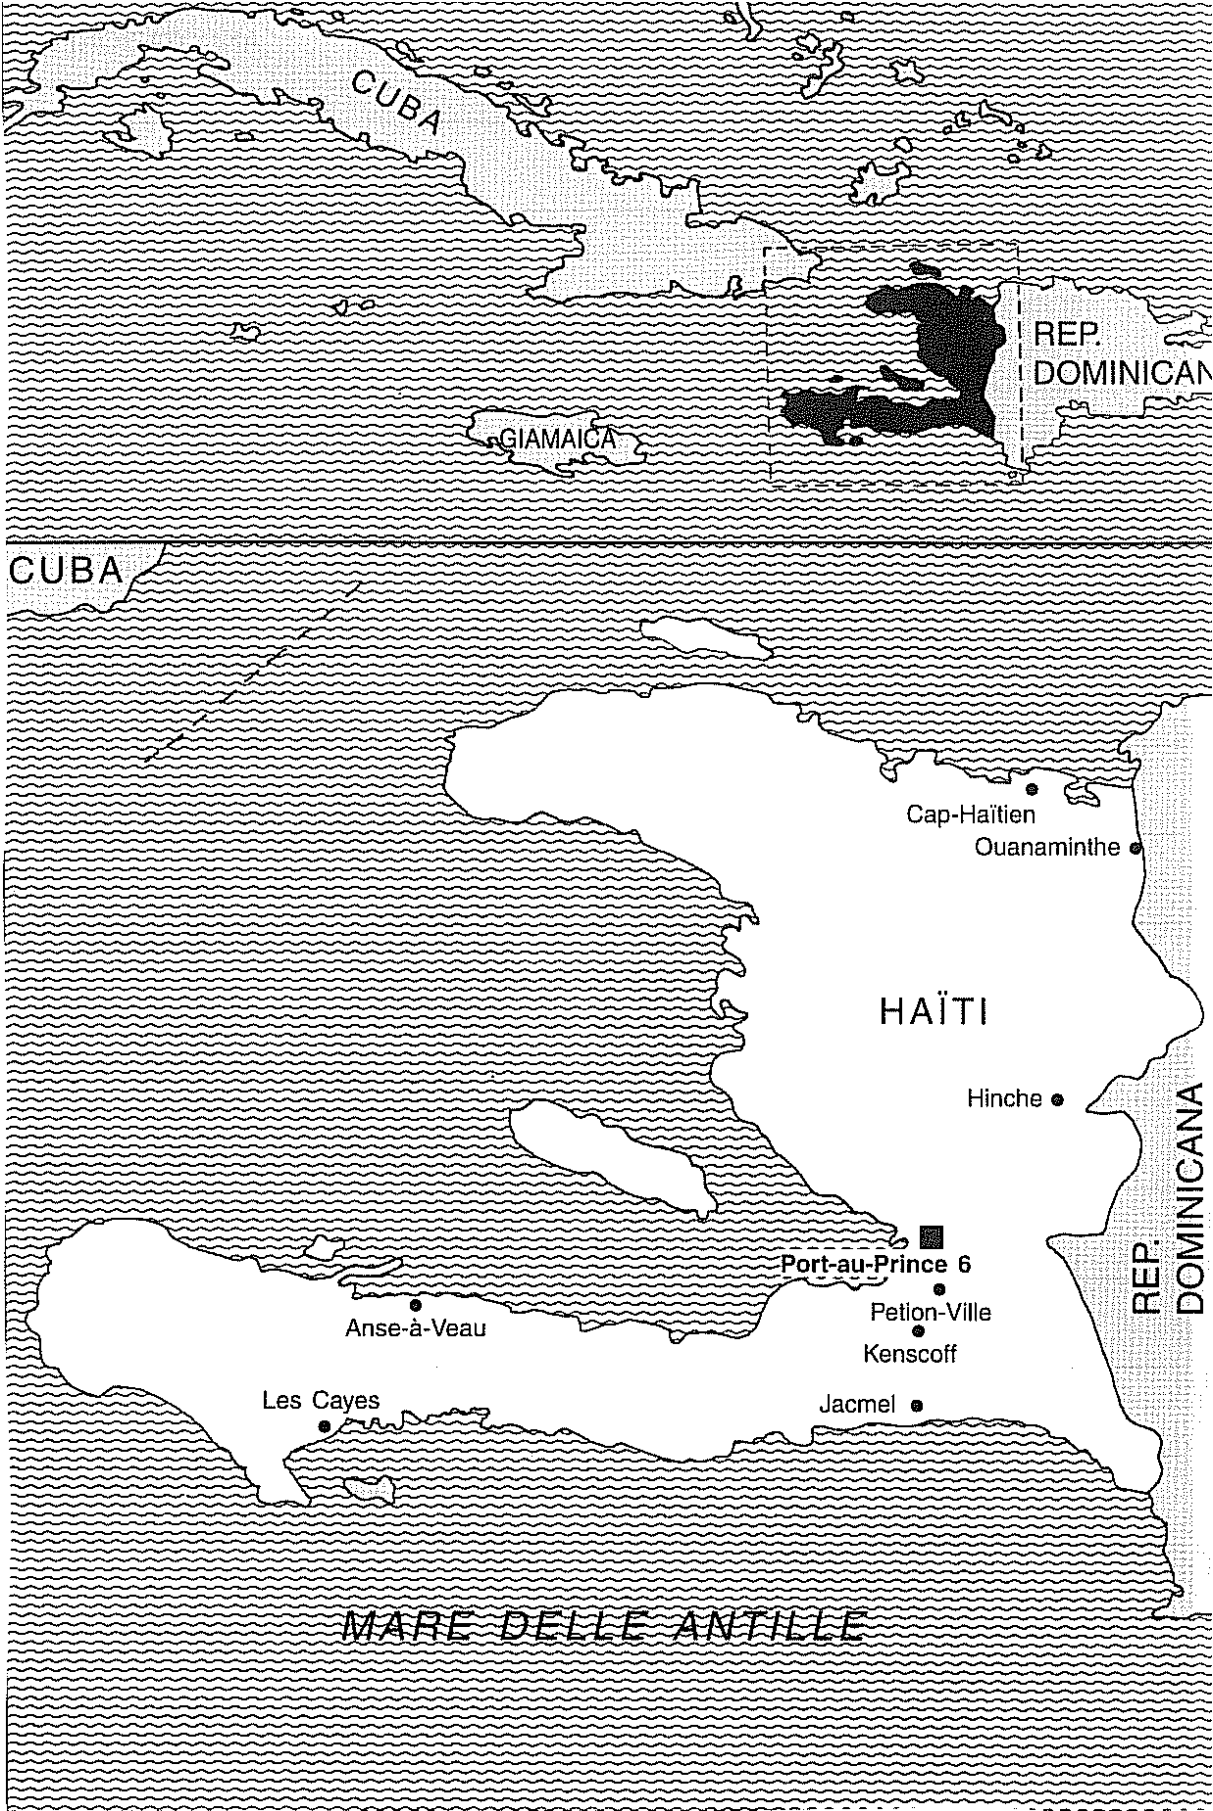 CUBA
REP.
DOMINICAN
GIAMAICA
CUBA
Cap-Haïtien
Ouanaminthe
HAÏTI
Hinche
REP.
DOMINICANA
Port-au-Prince 6
Petion-Ville
Anse-à-Veau
Kenscoff
Les Cayes
Jacmel
MARE DELLE ANTILLE